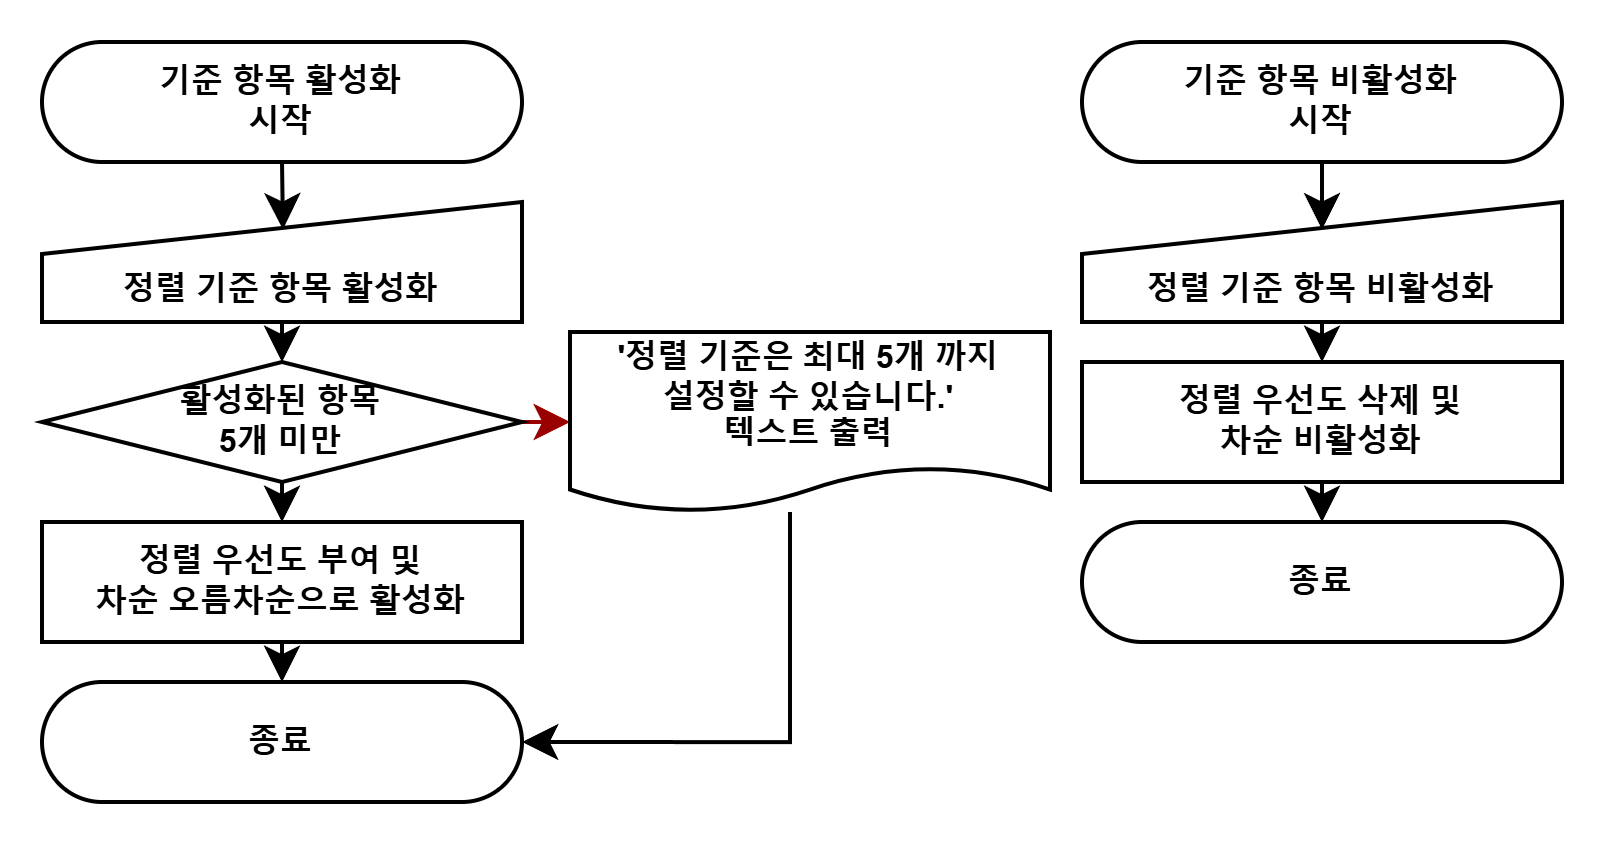 기준 항목 활성화
시작
정렬 기준 항목 활성화
활성화된 항목
5개 미만
'정렬 기준은 최대 5개 까지
설정할 수 있습니다.'
텍스트 출력
정렬 우선도 부여 및
차순 오름차순으로 활성화
종료
기준 항목 비활성화
시작
정렬 기준 항목 비활성화
정렬 우선도 삭제 및
차순 비활성화
종료